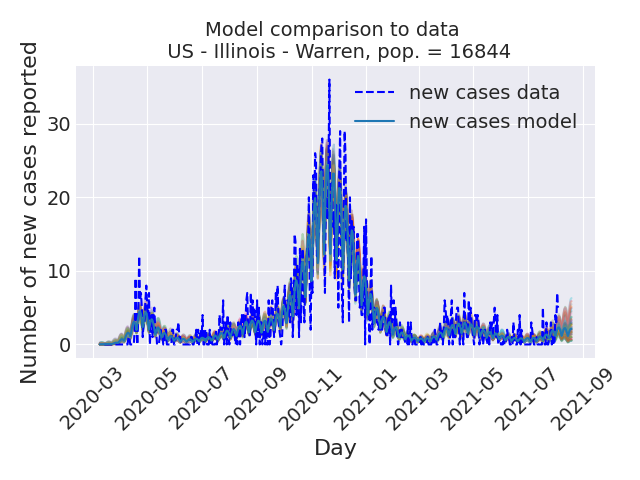 Model comparison to data
US - Illinois - Warren, pop. = 16844
new cases data
new cases model
Number of new cases reported
30
20
10
0
2020-03
2020-05
2020-07
2020-09
2020-11
2021-01
2021-03
2021-05
2021-07
2021-09
Day